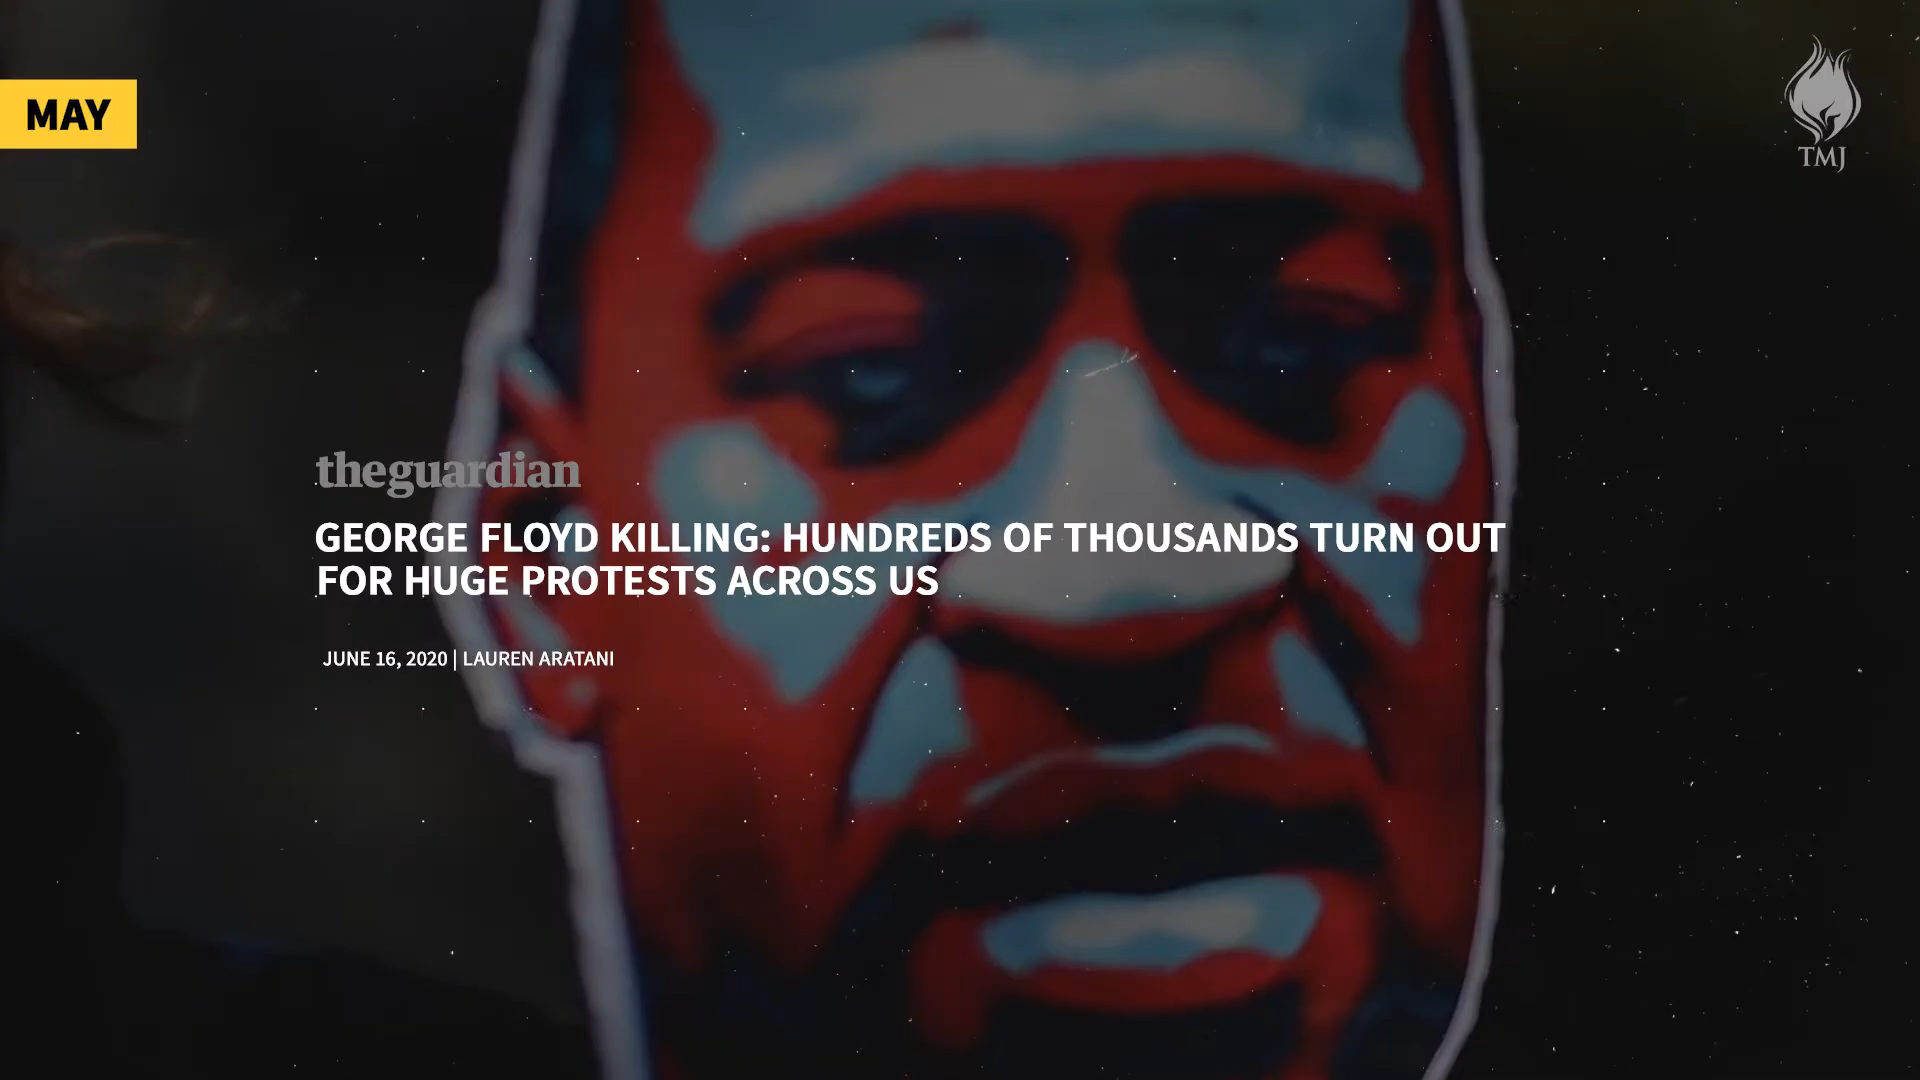 MAY
TMJ
theguardian
GEORGE FLOYD KILLING: HUNDREDS OF THOUSANDS TURN OUT
FOR HUGE PROTESTS ACROSS US
JUNE 16, 2020 | LAUREN ARATANI